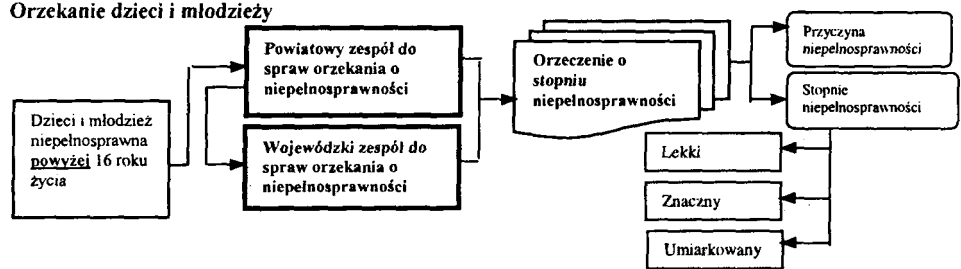 Orzekanie dzieci i młodzieży
Dzieci i młodzież
niepełnosprawna
powyżej 16 roku
życia
Powiatowy zespół do
spraw orzekania o
niepełnosprawności
Wojewódzki zespół do
spraw orzekania o
niepełnosprawności
Orzeczenie o
stopniu
niepełnosprawności
Przyczyna
niepełnosprawności
Stopnie
niepełnosprawności
Lekki
Znaczny
Umiarkowany